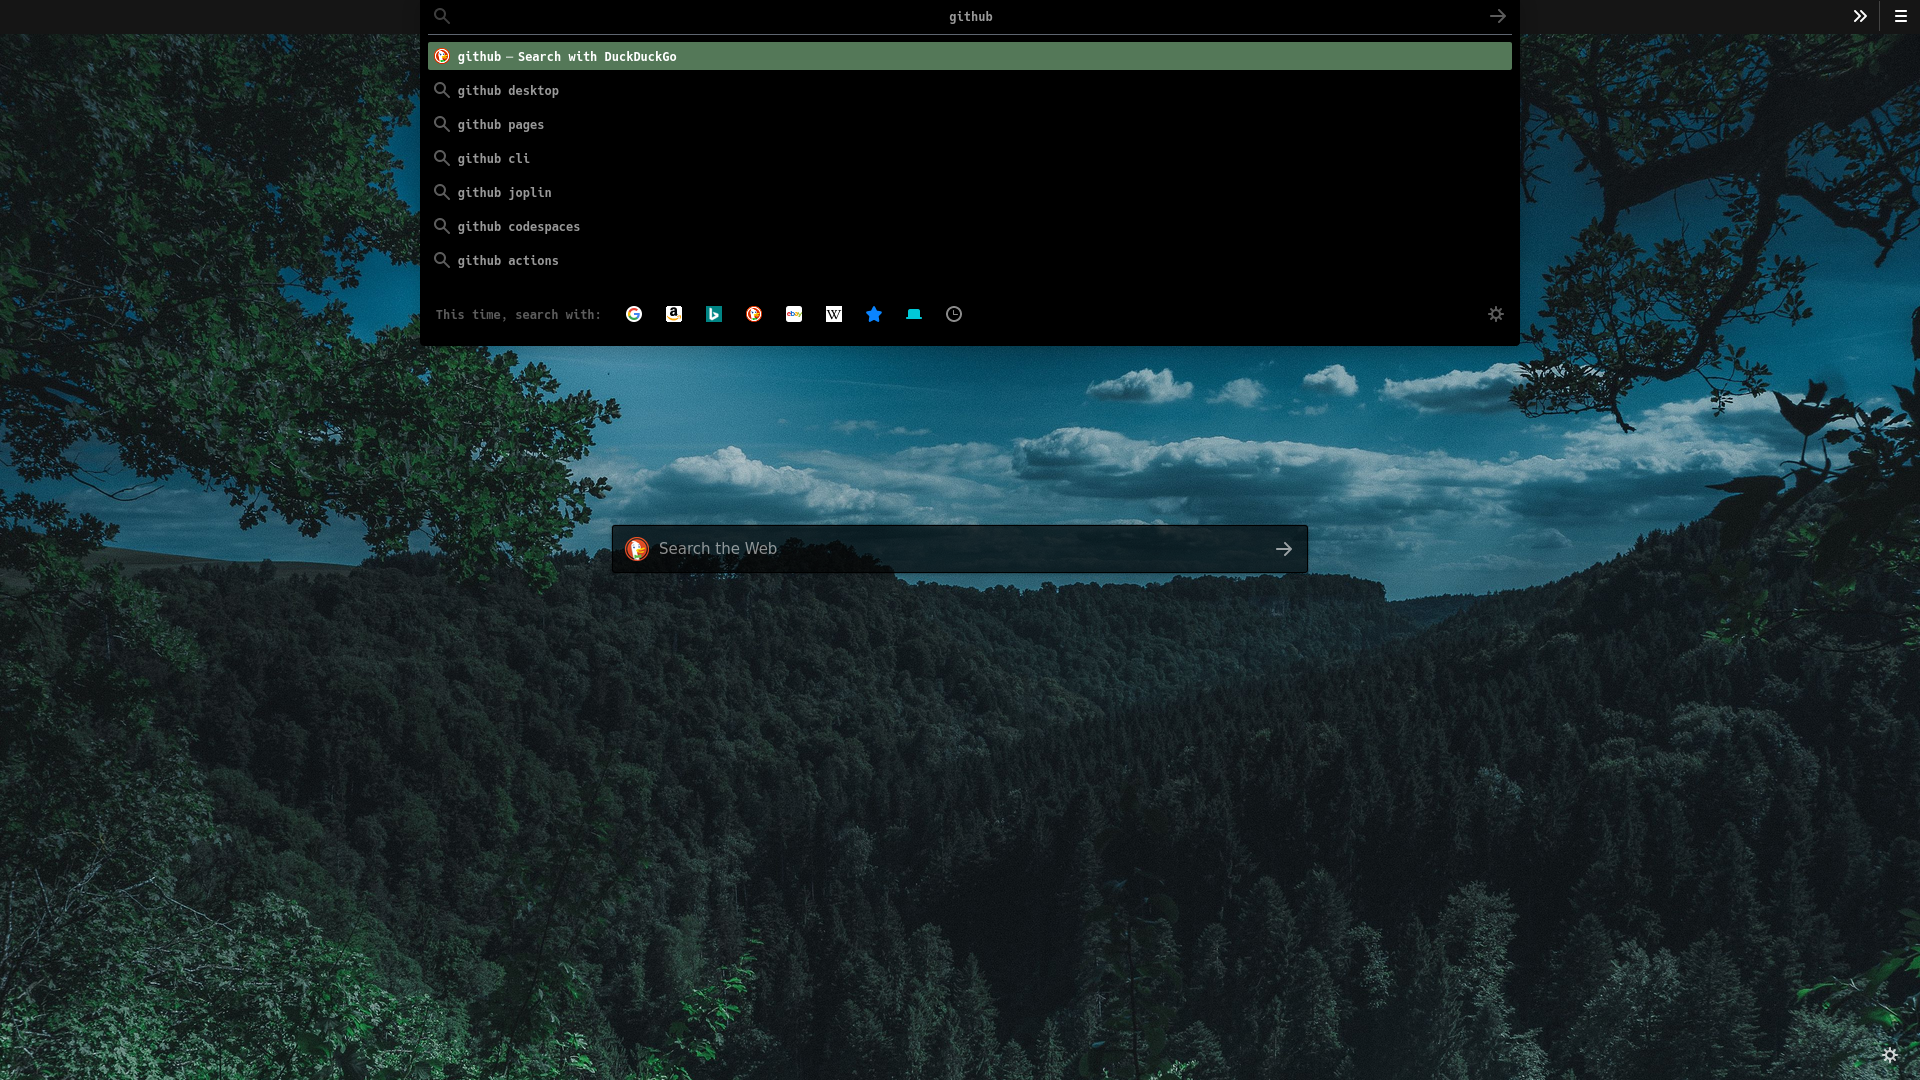 github
github — Search with DuckDuckGo
github desktop
github pages
github cli
github joplin
github codespaces
github actions
This time, search with:
Search the Web